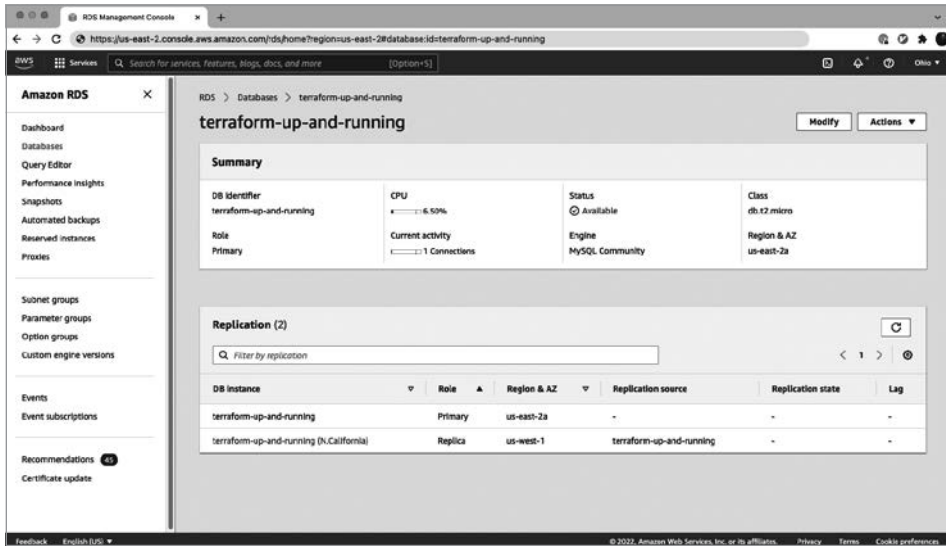 RDS Management Console
https://us-east-2.console.aws.amazon.com/rds/home?region=us-east-2#database:id=terraform-up-and-running
aws Services Search for services, features, blogs, docs, and more [Option+S] Ohio
Amazon RDS
Dashboard
Databases
Query Editor
Performance insights
Snapshots
Automated backups
Reserved instances
Proxies
Subnet groups
Parameter groups
Option groups
Custom engine versions
Events
Event subscriptions
Recommendations 45
Certificate update
RDS > Databases > terraform-up-and-running
terraform-up-and-running Modify Actions
Summary
DB identifier CPU Status Class
terraform-up-and-running 6.50% Available db.t2.micro
Role Current activity Engine Region & AZ
Primary 1 Connections MySQL Community us-east-2a
Replication (2)
Filter by replication < 1 >
DB instance Role Region & AZ Replication source Replication state Lag
terraform-up-and-running Primary us-east-2a - - -
terraform-up-and-running (N.California) Replica us-west-1 terraform-up-and-running - -
Feedback English (US) © 2022, Amazon Web Services, Inc. or its affiliates. Privacy Terms Cookie preferences